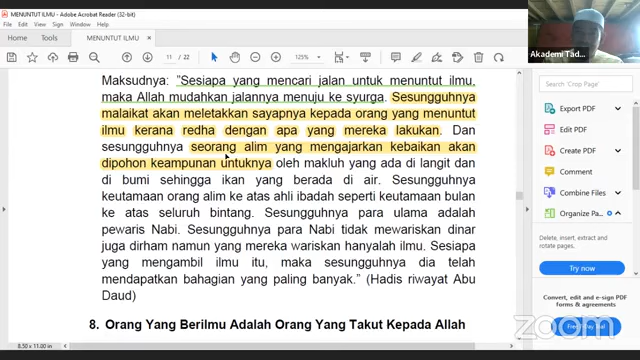 MENUNTUT ILMU - Adobe Acrobat Reader (32-bit)
File Edit View Sign Window Help
Home Tools MENUNTUT ILMU ×
11 / 22 125%
Akademi Tad...
Maksudnya: "Sesiapa yang mencari jalan untuk menuntut ilmu,
maka Allah mudahkan jalannya menuju ke syurga. Sesungguhnya
malaikat akan meletakkan sayapnya kepada orang yang menuntut
ilmu kerana redha dengan apa yang mereka lakukan. Dan
sesungguhnya seorang alim yang mengajarkan kebaikan akan
dipohon keampunan untuknya oleh makluh yang ada di langit dan
di bumi sehingga ikan yang berada di air. Sesungguhnya
keutamaan orang alim ke atas ahli ibadah seperti keutamaan bulan
ke atas seluruh bintang. Sesungguhnya para ulama adalah
pewaris Nabi. Sesungguhnya para Nabi tidak mewariskan dinar
juga dirham namun yang mereka wariskan hanyalah ilmu. Sesiapa
yang mengambil ilmu itu, maka sesungguhnya dia telah
mendapatkan bahagian yang paling banyak." (Hadis riwayat Abu
Daud)
8. Orang Yang Berilmu Adalah Orang Yang Takut Kepada Allah
8.50 x 11.00 in
Search 'Crop Page'
Export PDF
Edit PDF
Create PDF
Comment
Combine Files
Organize Pa...
Delete, insert, extract and
rotate pages.
Try now
Convert, edit and e-sign PDF
forms & agreements
Free 7-Day Trial
zoom